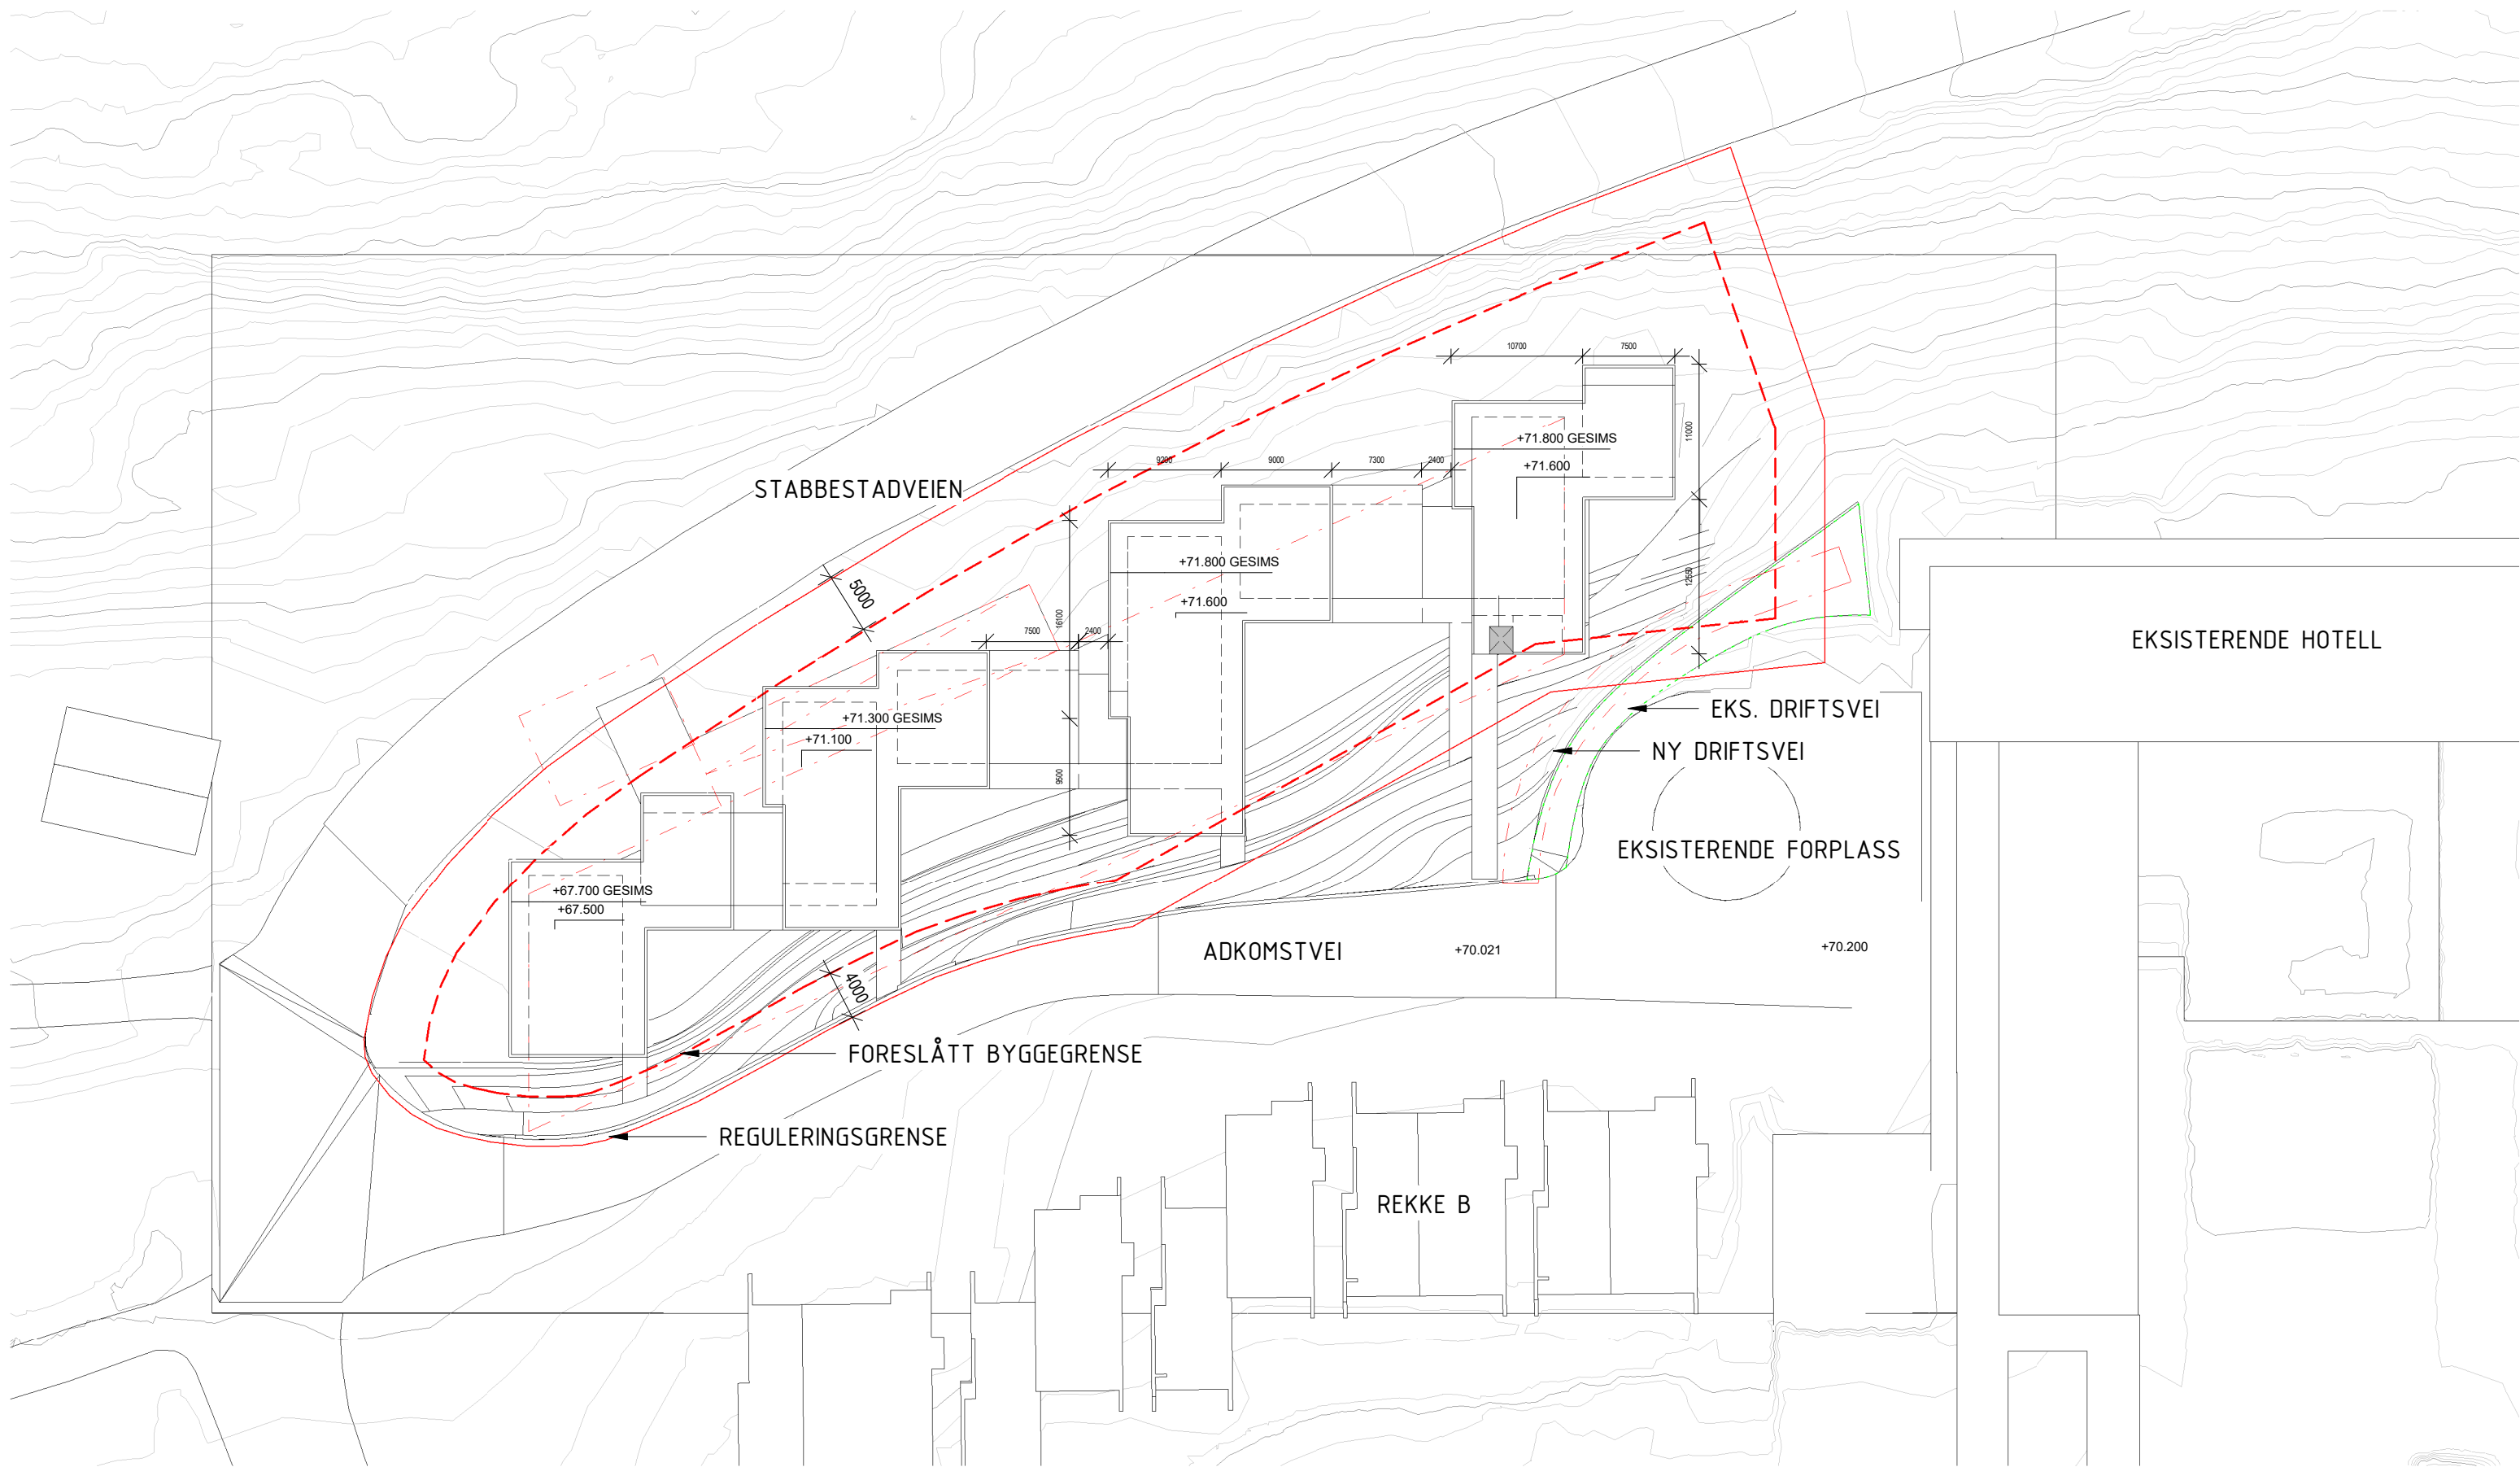 10700
7500
11000
+71.800 GESIMS
9200
9000
7300
2400
+71.600
STABBESTADVEIEN
+71.800 GESIMS
12550
5000
+71.600
16100
7500
2400
EKSISTERENDE HOTELL
EKS. DRIFTSVEI
+71.300 GESIMS
+71.100
NY DRIFTSVEI
9500
EKSISTERENDE FORPLASS
+67.700 GESIMS
+67.500
ADKOMSTVEI
+70.021
+70.200
4000
FORESLÅTT BYGGEGRENSE
REGULERINGSGRENSE
REKKE B